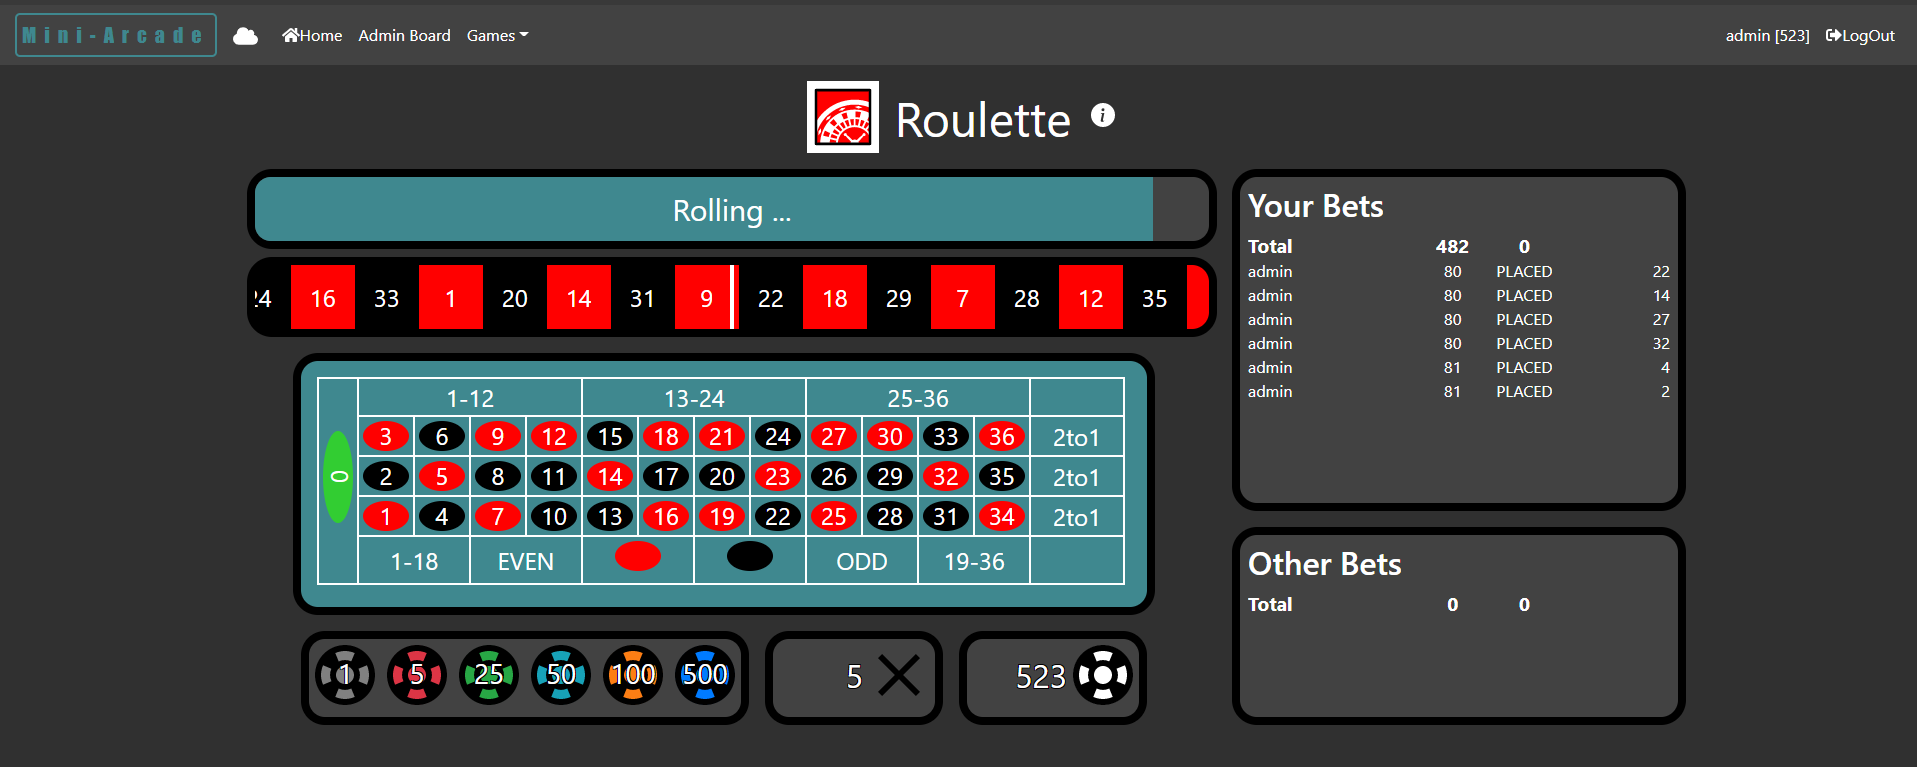 Mini-Arcade Home Admin Board Games admin [523] LogOut
Roulette i
Rolling ...
24 16 33 1 20 14 31 9 22 18 29 7 28 12 35
1-12 13-24 25-36
3 6 9 12 15 18 21 24 27 30 33 36 2to1
0 2 5 8 11 14 17 20 23 26 29 32 35 2to1
1 4 7 10 13 16 19 22 25 28 31 34 2to1
1-18 EVEN ODD 19-36
1 5 25 50 100 500 5 523
Your Bets
Total 482 0
admin 80 PLACED 22
admin 80 PLACED 14
admin 80 PLACED 27
admin 80 PLACED 32
admin 81 PLACED 4
admin 81 PLACED 2
Other Bets
Total 0 0